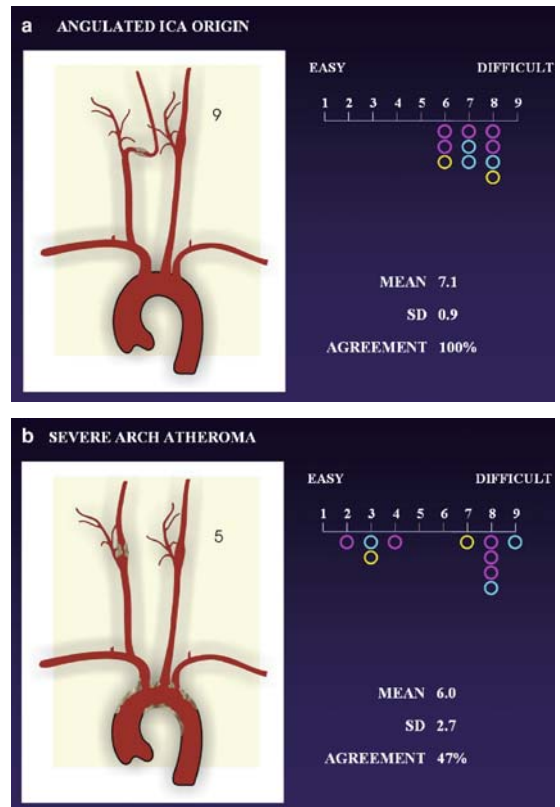 a ANGULATED ICA ORIGIN
9
EASY DIFFICULT
1 2 3 4 5 6 7 8 9
MEAN 7.1
SD 0.9
AGREEMENT 100%
b SEVERE ARCH ATHEROMA
5
EASY DIFFICULT
1 2 3 4 5 6 7 8 9
MEAN 6.0
SD 2.7
AGREEMENT 47%